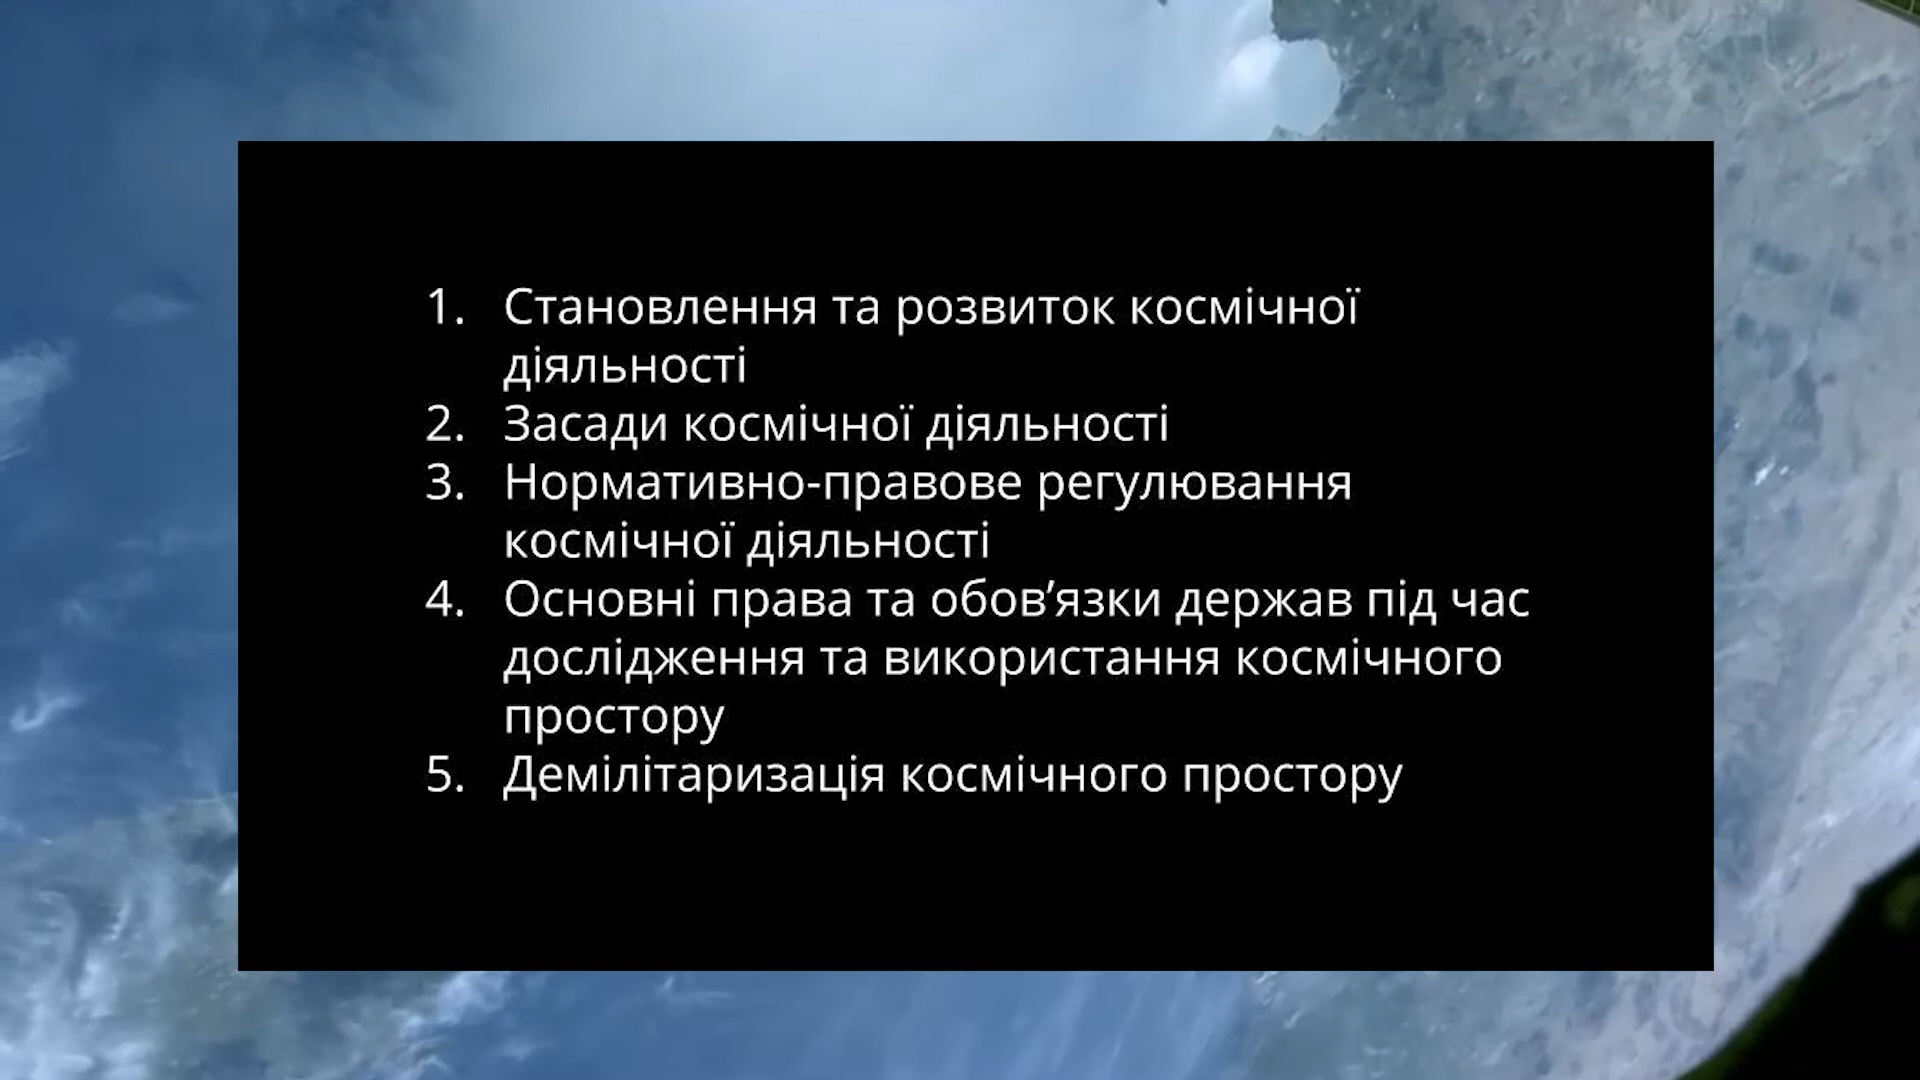 1. Становлення та розвиток космічної
діяльності
2. Засади космічної діяльності
3. Нормативно-правове регулювання
космічної діяльності
4. Основні права та обов’язки держав під час
дослідження та використання космічного
простору
5. Демілітаризація космічного простору